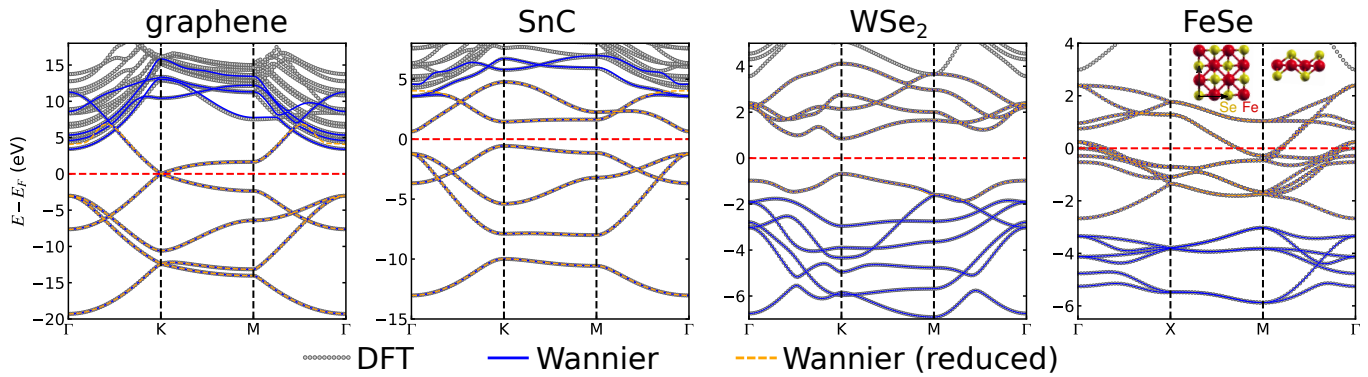 graphene
SnC
WSe₂
FeSe
E − E_F (eV)
15
10
5
0
−5
−10
−15
−20
Γ K M Γ
5
0
−5
−10
−15
Γ K M Γ
4
2
0
−2
−4
−6
Γ K M Γ
4
2
0
−2
−4
−6
Se Fe
Γ X M Γ
DFT Wannier Wannier (reduced)